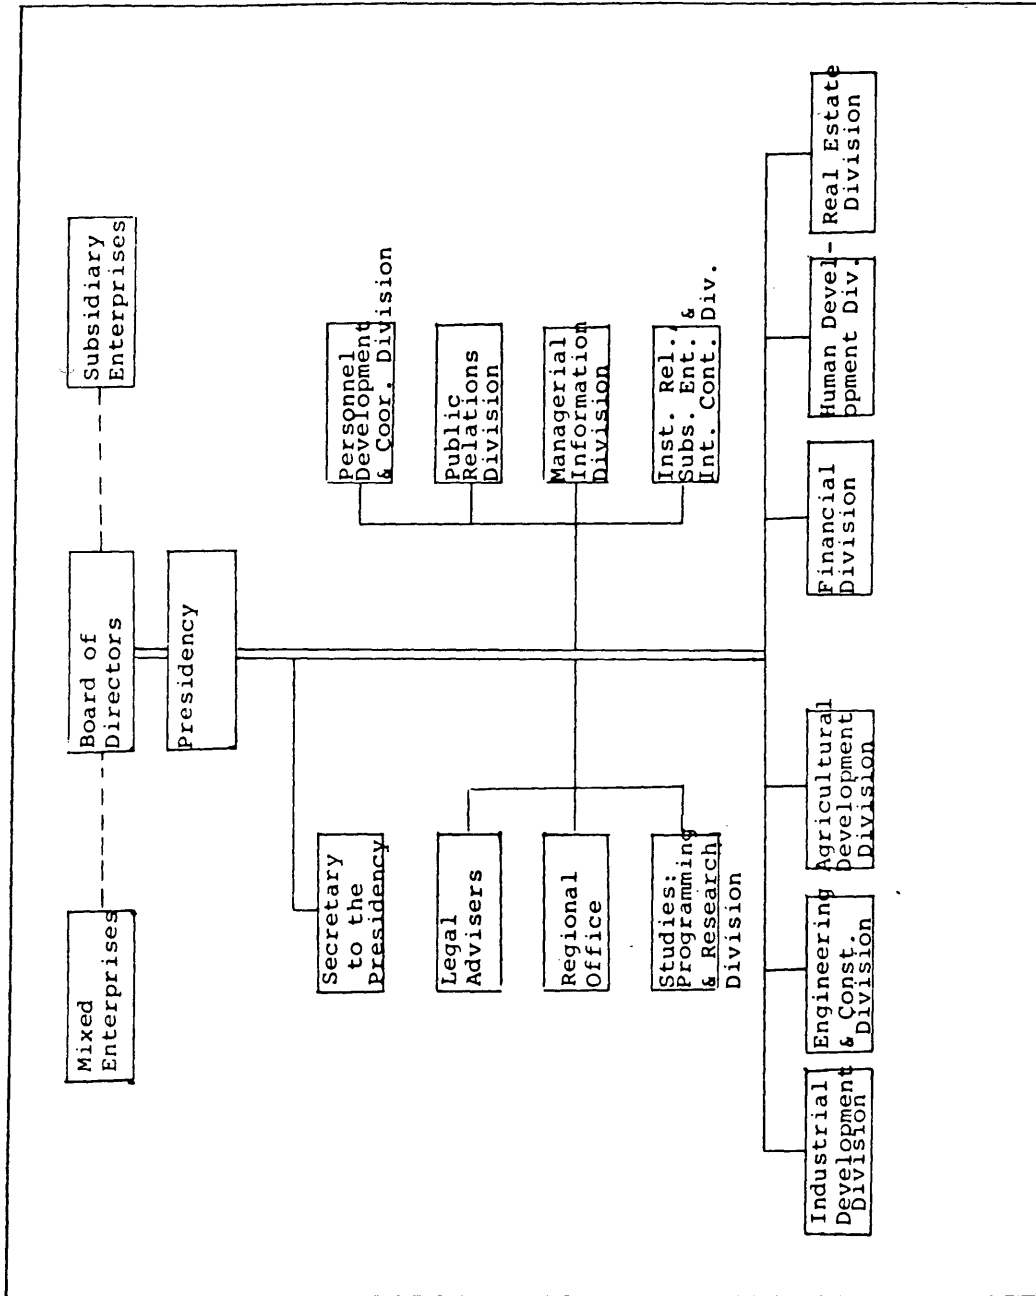 Mixed
Enterprises
Board of
Directors
Subsidiary
Enterprises
Presidency
Secretary
to the
Presidency
Personnel
Development
& Coor. Division
Legal
Advisers
Public
Relations
Division
Regional
Office
Managerial
Information
Division
Studies:
Programming
& Research
Division
Inst. Rel.,
Subs. Ent. &
Int. Cont. Div.
Industrial
Development
Division
Engineering
& Const.
Division
Agricultural
Development
Division
Financial
Division
Human Devel-
opment Div.
Real Estate
Division